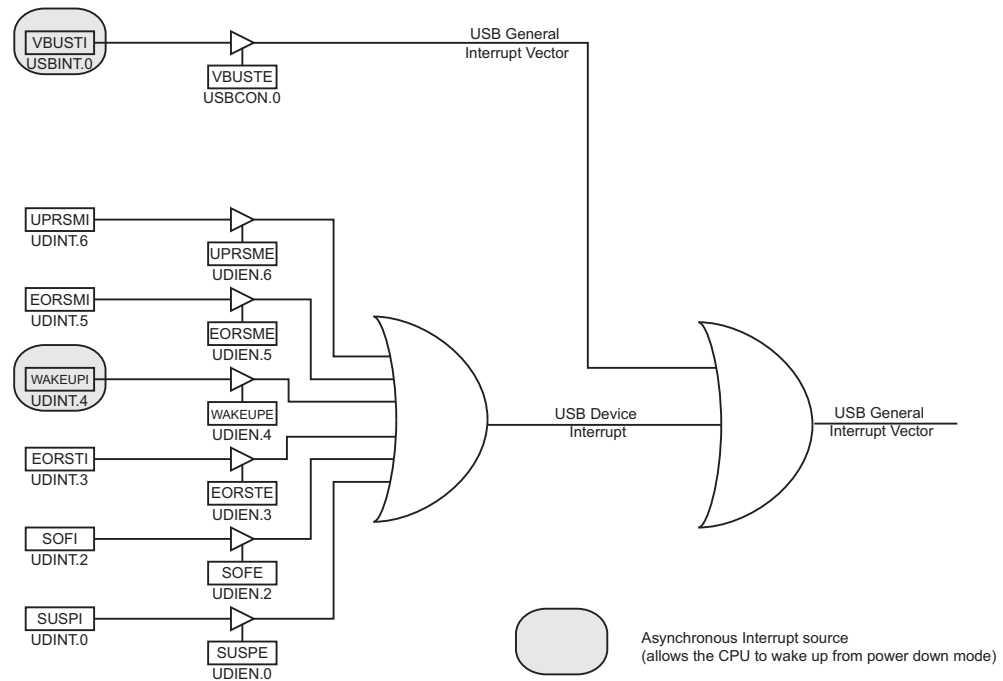 VBUSTI
USBINT.0
VBUSTE
USBCON.0
USB General
Interrupt Vector
UPRSMI
UDINT.6
UPRSME
UDIEN.6
EORSMI
UDINT.5
EORSME
UDIEN.5
WAKEUPI
UDINT.4
WAKEUPE
UDIEN.4
EORSTI
UDINT.3
EORSTE
UDIEN.3
SOFI
UDINT.2
SOFE
UDIEN.2
SUSPI
UDINT.0
SUSPE
UDIEN.0
USB Device
Interrupt
USB General
Interrupt Vector
Asynchronous Interrupt source
(allows the CPU to wake up from power down mode)